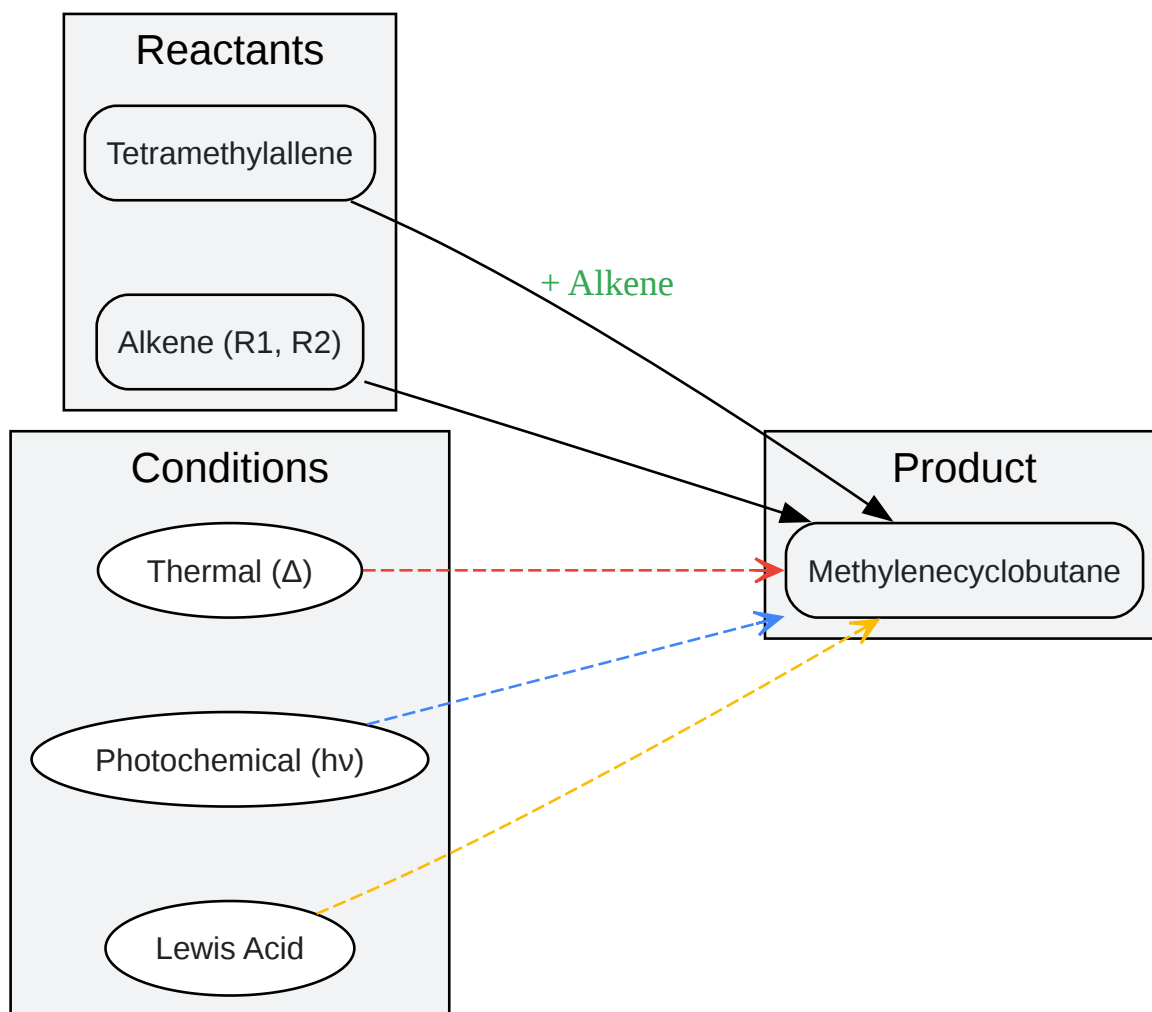 Reactants
Tetramethylallene
+ Alkene
Alkene (R1, R2)
Conditions
Thermal (Δ)
Photochemical (hν)
Lewis Acid
Product
Methylenecyclobutane